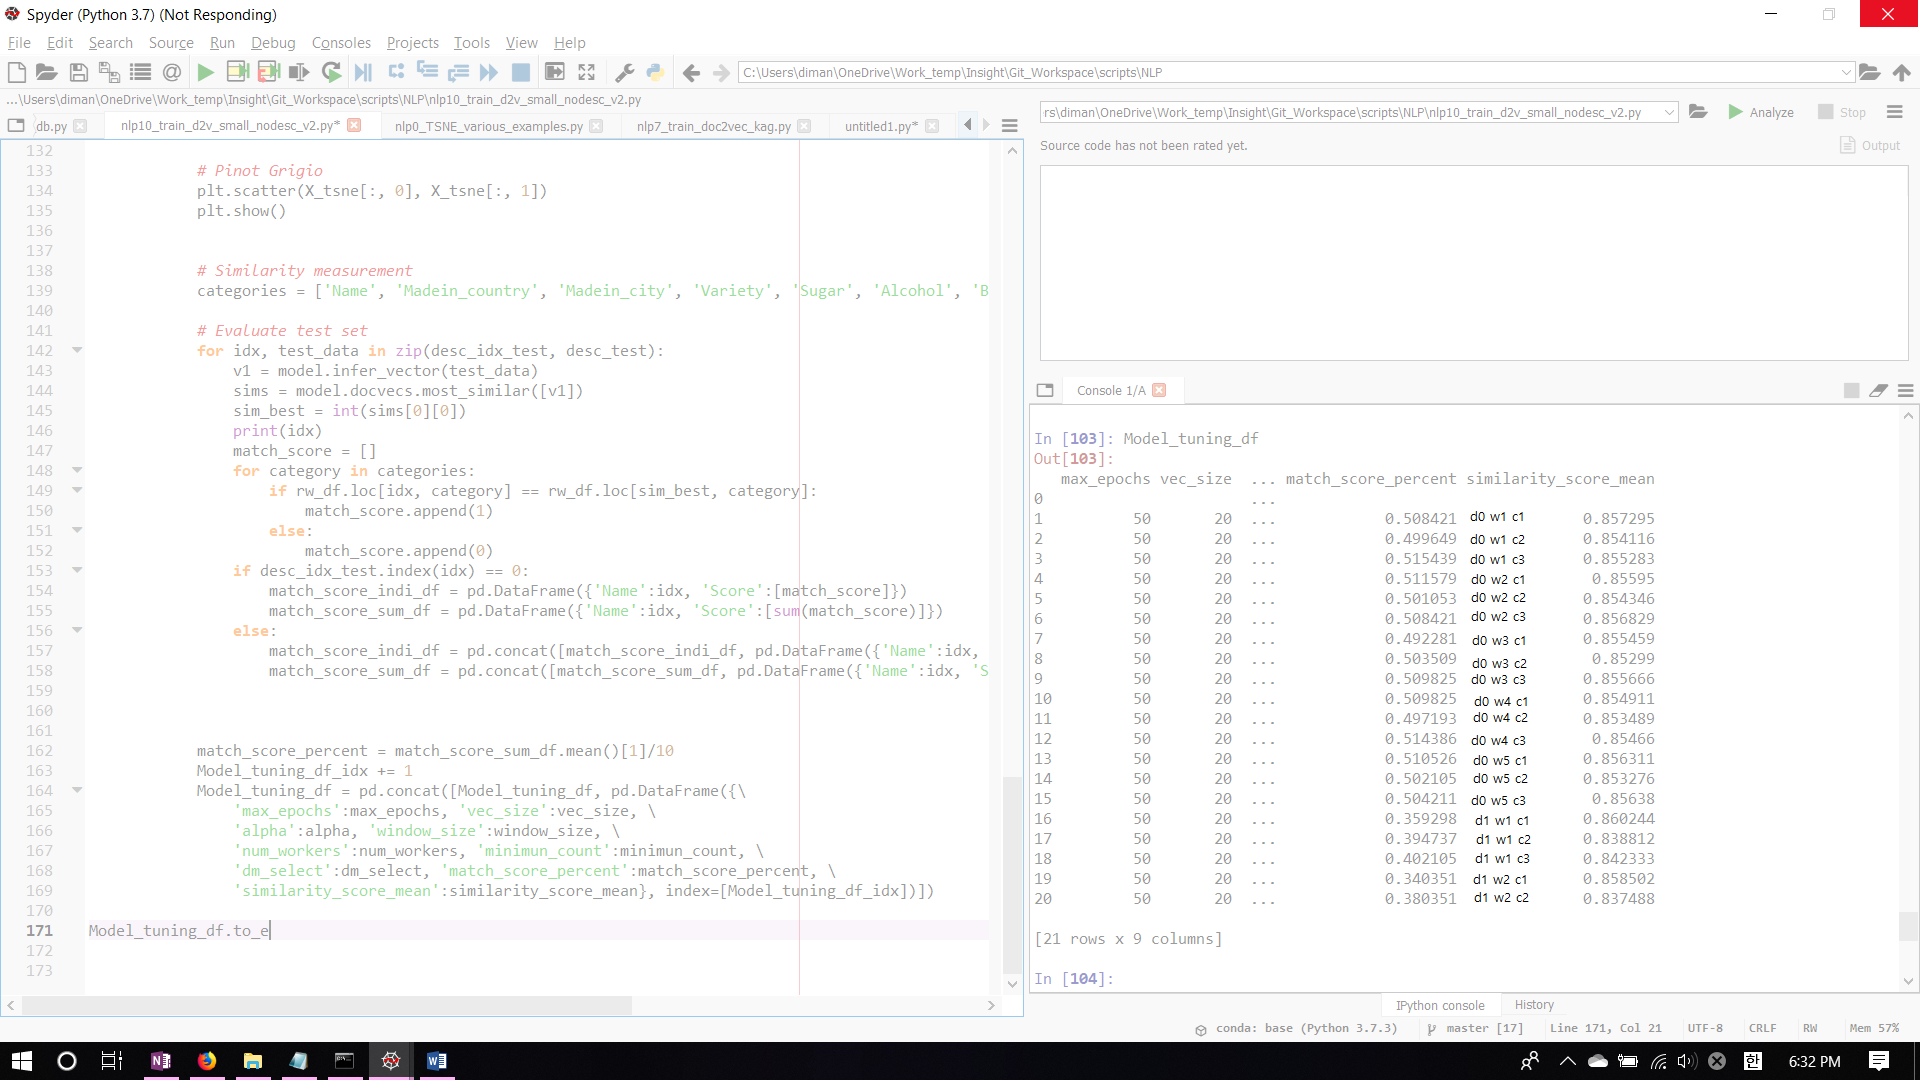 Spyder (Python 3.7) (Not Responding)
File Edit Search Source Run Debug Consoles Projects Tools View Help
C:\Users\diman\OneDrive\Work_temp\Insight\Git_Workspace\scripts\NLP
...\Users\diman\OneDrive\Work_temp\Insight\Git_Workspace\scripts\NLP\nlp10_train_d2v_small_nodesc_v2.py
db.py nlp10_train_d2v_small_nodesc_v2.py* nlp0_TSNE_various_examples.py nlp7_train_doc2vec_kag.py untitled1.py*
132
133 # Pinot Grigio
134 plt.scatter(X_tsne[:, 0], X_tsne[:, 1])
135 plt.show()
136
137
138 # Similarity measurement
139 categories = ['Name', 'Madein_country', 'Madein_city', 'Variety', 'Sugar', 'Alcohol', 'B
140
141 # Evaluate test set
142 for idx, test_data in zip(desc_idx_test, desc_test):
143 v1 = model.infer_vector(test_data)
144 sims = model.docvecs.most_similar([v1])
145 sim_best = int(sims[0][0])
146 print(idx)
147 match_score = []
148 for category in categories:
149 if rw_df.loc[idx, category] == rw_df.loc[sim_best, category]:
150 match_score.append(1)
151 else:
152 match_score.append(0)
153 if desc_idx_test.index(idx) == 0:
154 match_score_indi_df = pd.DataFrame({'Name':idx, 'Score':[match_score]})
155 match_score_sum_df = pd.DataFrame({'Name':idx, 'Score':[sum(match_score)]})
156 else:
157 match_score_indi_df = pd.concat([match_score_indi_df, pd.DataFrame({'Name':idx,
158 match_score_sum_df = pd.concat([match_score_sum_df, pd.DataFrame({'Name':idx, 'S
159
160
161
162 match_score_percent = match_score_sum_df.mean()[1]/10
163 Model_tuning_df_idx += 1
164 Model_tuning_df = pd.concat([Model_tuning_df, pd.DataFrame({\
165 'max_epochs':max_epochs, 'vec_size':vec_size, \
166 'alpha':alpha, 'window_size':window_size, \
167 'num_workers':num_workers, 'minimun_count':minimun_count, \
168 'dm_select':dm_select, 'match_score_percent':match_score_percent, \
169 'similarity_score_mean':similarity_score_mean}, index=[Model_tuning_df_idx])])
170
171 Model_tuning_df.to_e
172
173
rs\diman\OneDrive\Work_temp\Insight\Git_Workspace\scripts\NLP\nlp10_train_d2v_small_nodesc_v2.py Analyze Stop
Source code has not been rated yet. Output
Console 1/A
In [103]: Model_tuning_df
Out[103]:
max_epochs vec_size ... match_score_percent similarity_score_mean
0 ...
1 50 20 ... 0.508421 d0 w1 c1 0.857295
2 50 20 ... 0.499649 d0 w1 c2 0.854116
3 50 20 ... 0.515439 d0 w1 c3 0.855283
4 50 20 ... 0.511579 d0 w2 c1 0.85595
5 50 20 ... 0.501053 d0 w2 c2 0.854346
6 50 20 ... 0.508421 d0 w2 c3 0.856829
7 50 20 ... 0.492281 d0 w3 c1 0.855459
8 50 20 ... 0.503509 d0 w3 c2 0.85299
9 50 20 ... 0.509825 d0 w3 c3 0.855666
10 50 20 ... 0.509825 d0 w4 c1 0.854911
11 50 20 ... 0.497193 d0 w4 c2 0.853489
12 50 20 ... 0.514386 d0 w4 c3 0.85466
13 50 20 ... 0.510526 d0 w5 c1 0.856311
14 50 20 ... 0.502105 d0 w5 c2 0.853276
15 50 20 ... 0.504211 d0 w5 c3 0.85638
16 50 20 ... 0.359298 d1 w1 c1 0.860244
17 50 20 ... 0.394737 d1 w1 c2 0.838812
18 50 20 ... 0.402105 d1 w1 c3 0.842333
19 50 20 ... 0.340351 d1 w2 c1 0.858502
20 50 20 ... 0.380351 d1 w2 c2 0.837488
[21 rows x 9 columns]
In [104]:
IPython console History
conda: base (Python 3.7.3) master [17] Line 171, Col 21 UTF-8 CRLF RW Mem 57%
한 6:32 PM